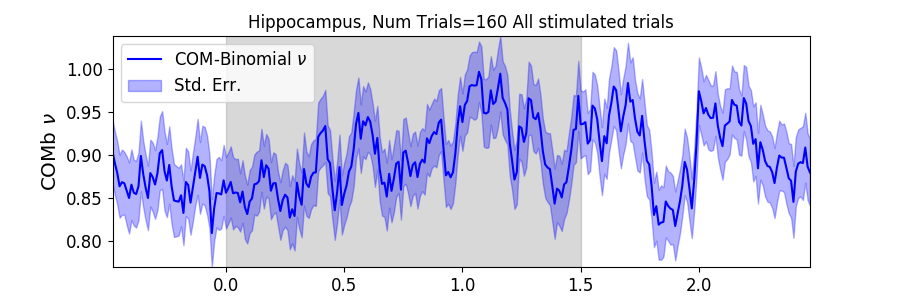 Hippocampus, Num Trials=160 All stimulated trials
COM-Binomial ν
Std. Err.
COMb ν
1.00
0.95
0.90
0.85
0.80
0.0 0.5 1.0 1.5 2.0